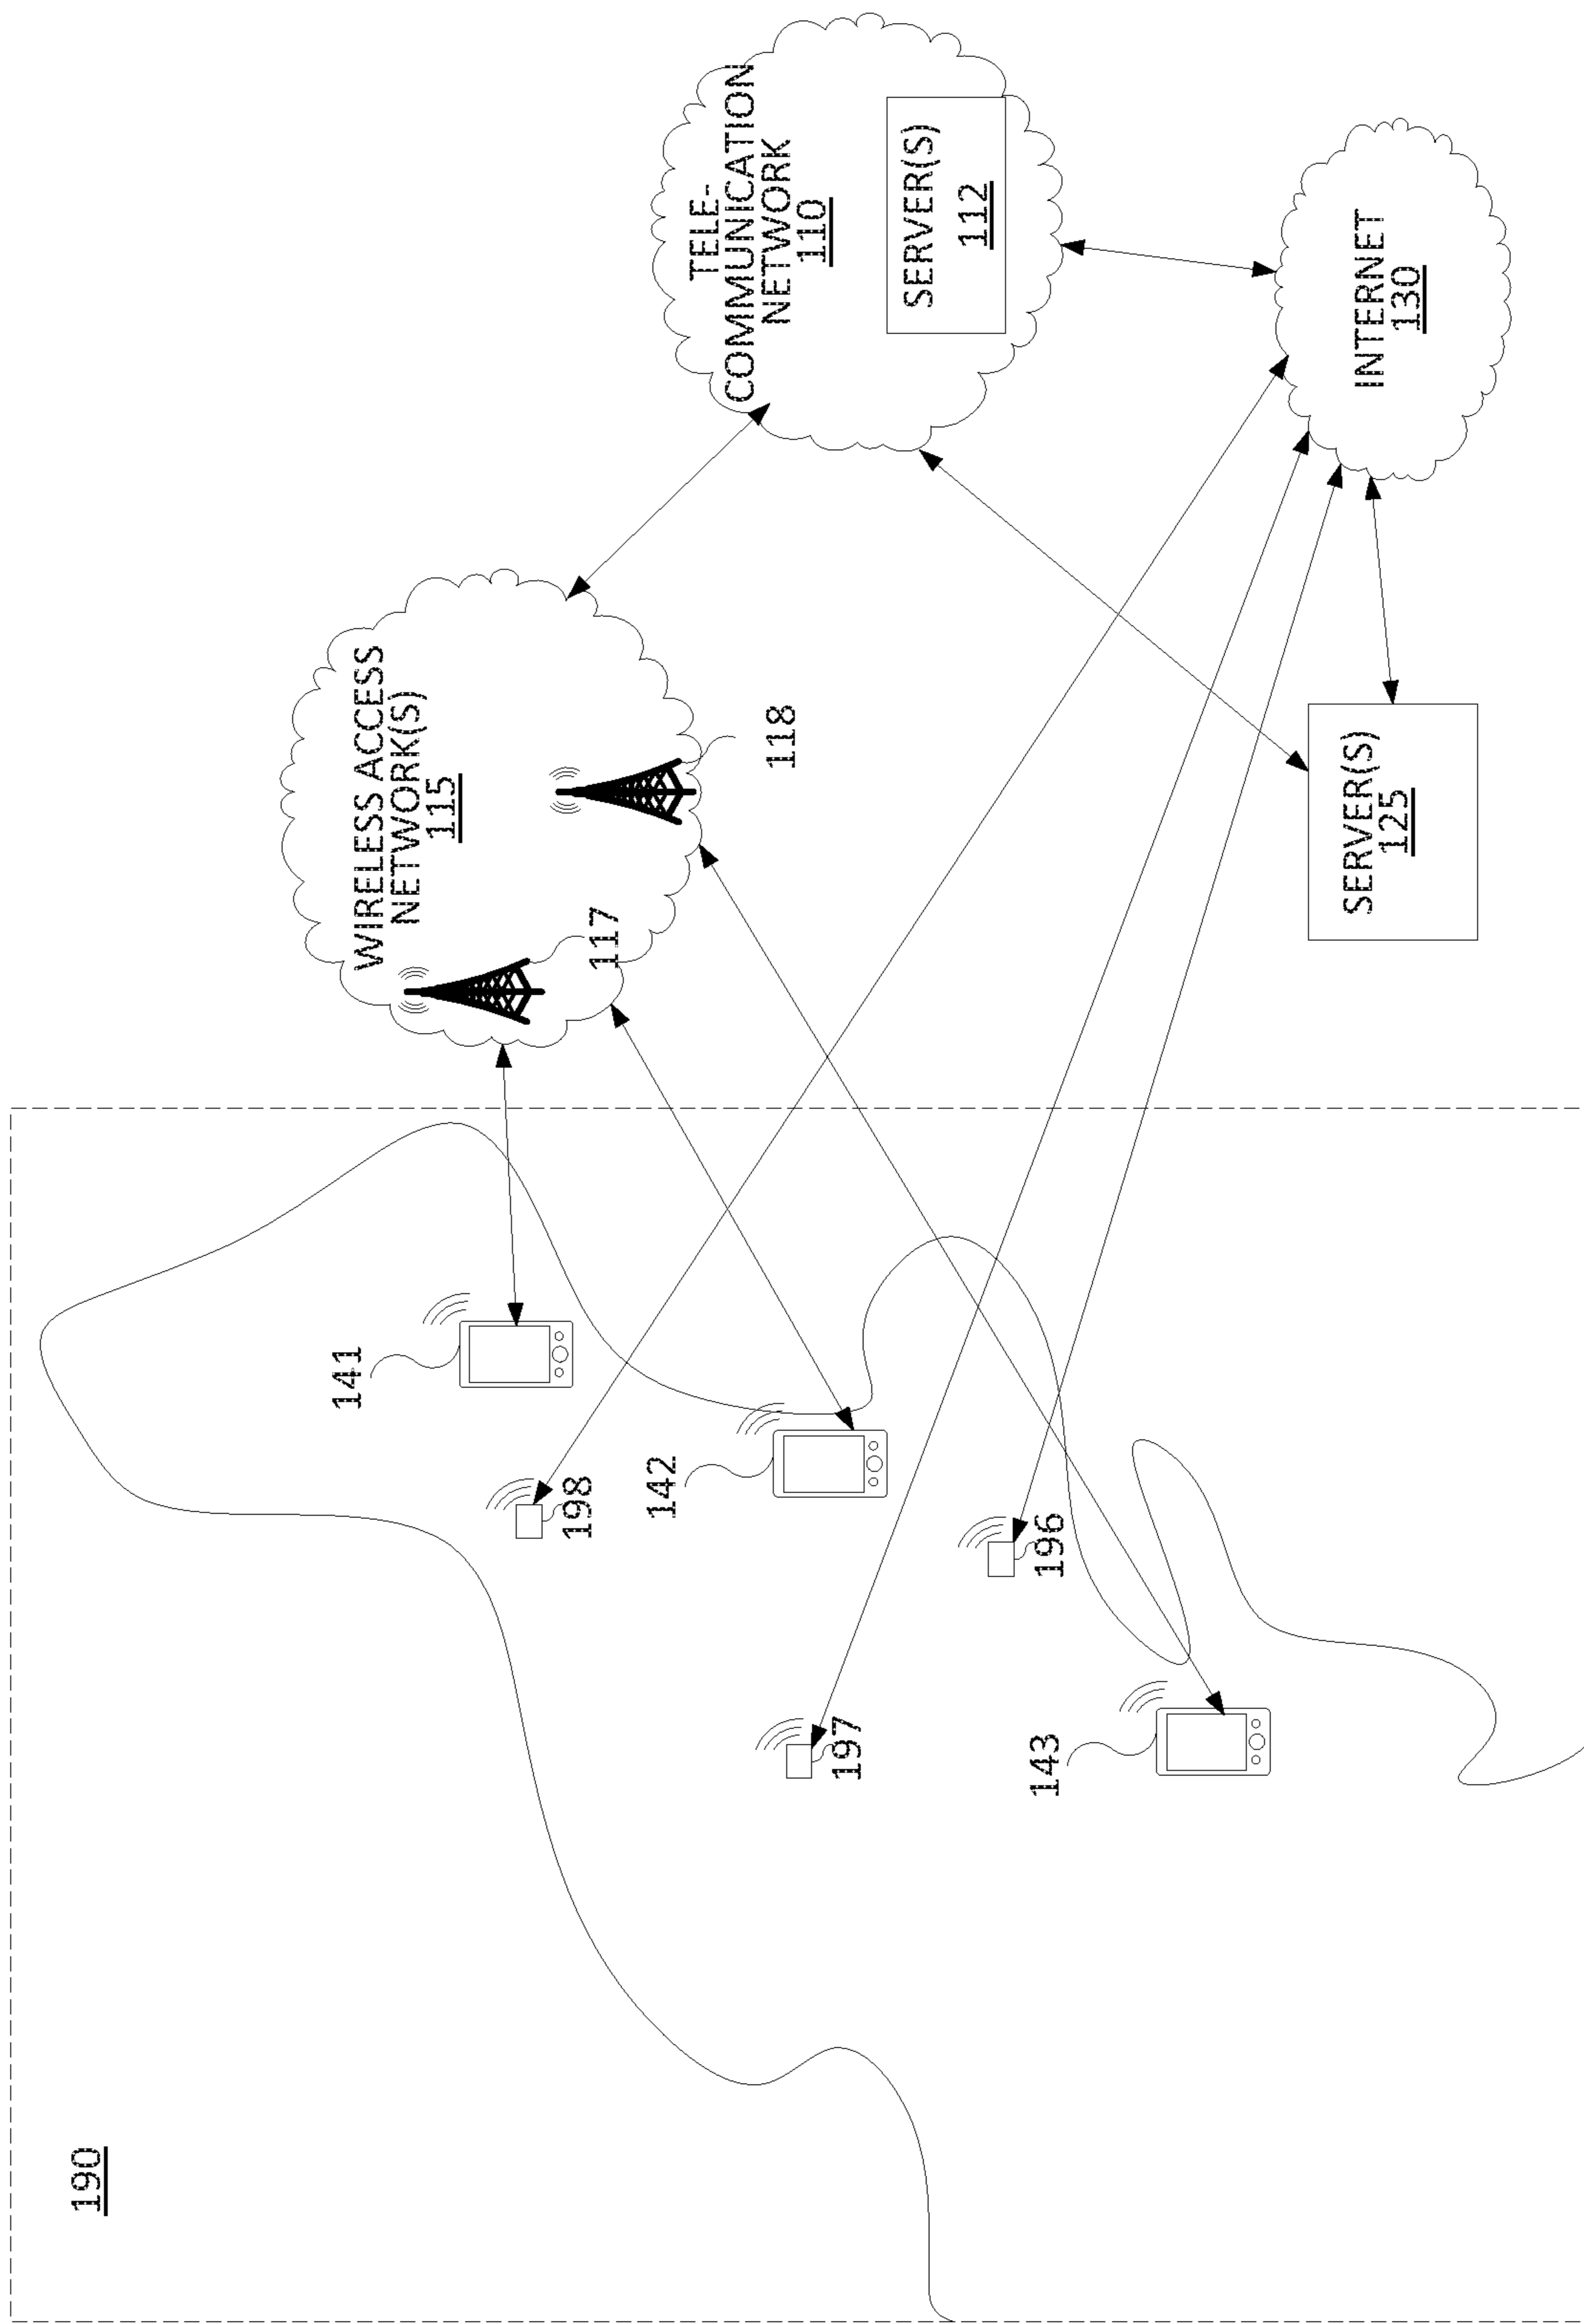 190
141
142
143
198
197
196
WIRELESS ACCESS
NETWORK(S)
115
117
118
TELE-
COMMUNICATION
NETWORK
110
SERVER(S)
112
SERVER(S)
125
INTERNET
130